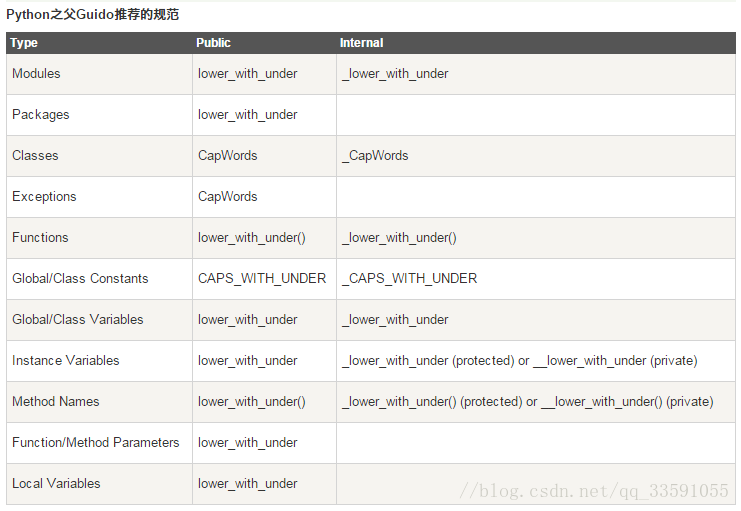 Python之父Guido推荐的规范
Type Public Internal
Modules lower_with_under _lower_with_under
Packages lower_with_under
Classes CapWords _CapWords
Exceptions CapWords
Functions lower_with_under() _lower_with_under()
Global/Class Constants CAPS_WITH_UNDER _CAPS_WITH_UNDER
Global/Class Variables lower_with_under _lower_with_under
Instance Variables lower_with_under _lower_with_under (protected) or __lower_with_under (private)
Method Names lower_with_under() _lower_with_under() (protected) or __lower_with_under() (private)
Function/Method Parameters lower_with_under
Local Variables lower_with_under
//blog.csdn.net/qq_33591055